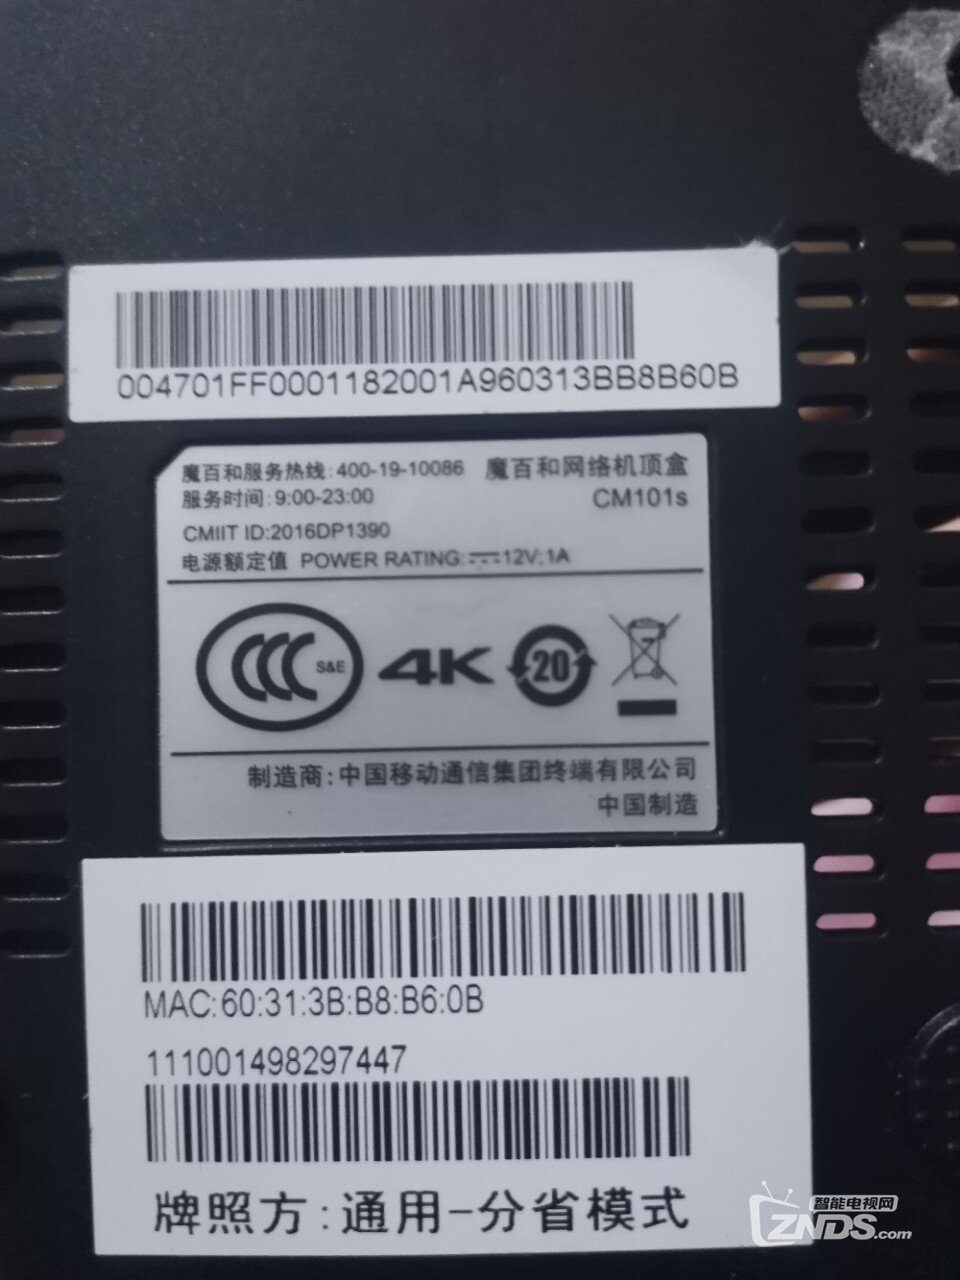 004701FF0001182001A960313BB8B60B
魔百和服务热线:400-19-10086 魔百和网络机顶盒
服务时间:9:00-23:00 CM101s
CMIIT ID:2016DP1390
电源额定值 POWER RATING: 12V;1A
CCC S&E 4K 20
制造商:中国移动通信集团终端有限公司
中国制造
MAC:60:31:3B:B8:B6:0B
111001498297447
牌照方:通用-分省模式
智能电视网
ZNDS.com